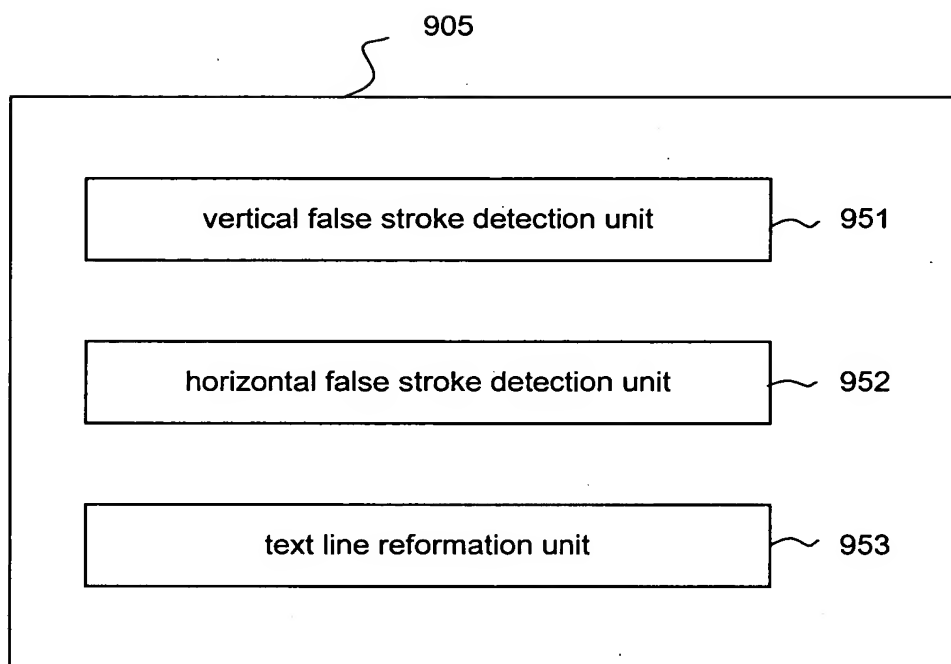 905
vertical false stroke detection unit 951
horizontal false stroke detection unit 952
text line reformation unit 953